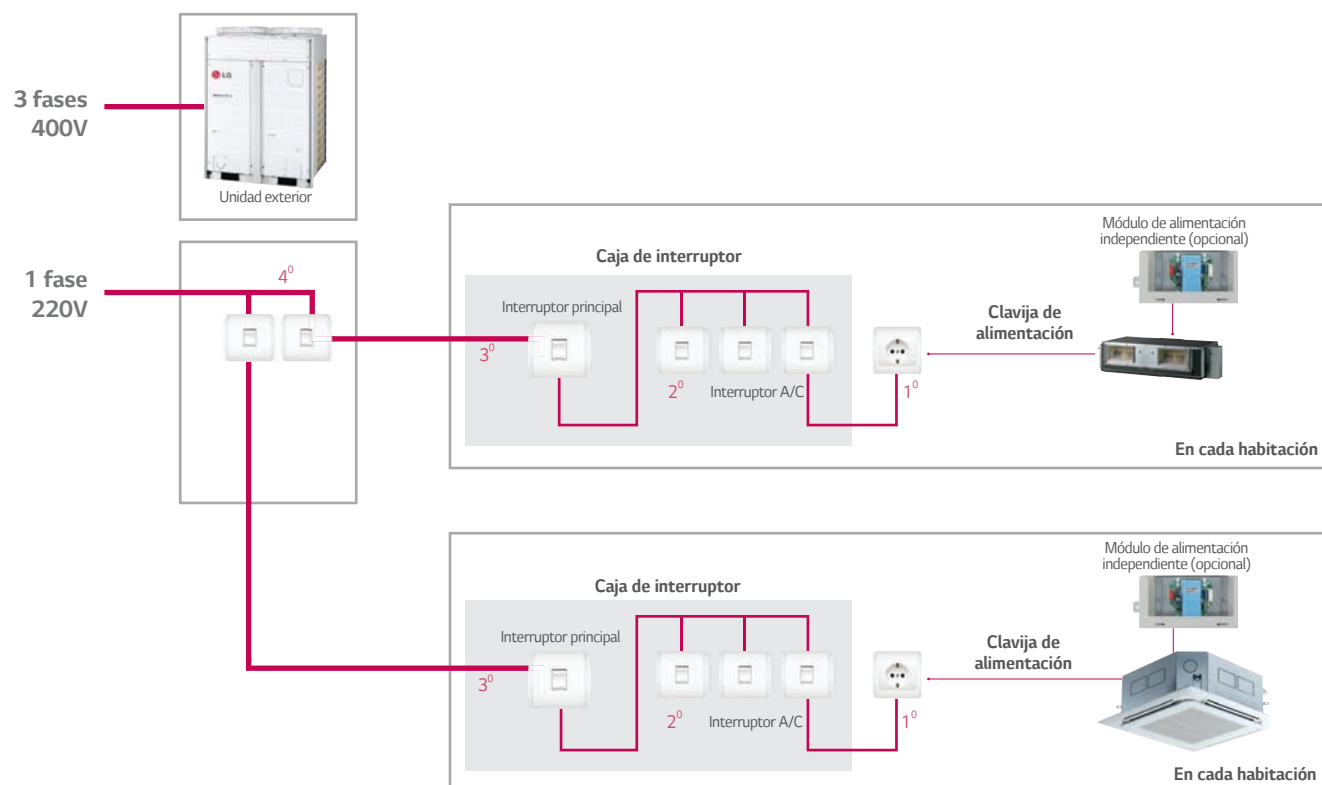 3 fases
400V
LG
Unidad exterior
1 fase
220V
4⁰
Caja de interruptor
Interruptor principal
3⁰
2⁰
Interruptor A/C
1⁰
Clavija de
alimentación
Módulo de alimentación
independiente (opcional)
En cada habitación
Caja de interruptor
Interruptor principal
3⁰
2⁰
Interruptor A/C
1⁰
Clavija de
alimentación
Módulo de alimentación
independiente (opcional)
En cada habitación